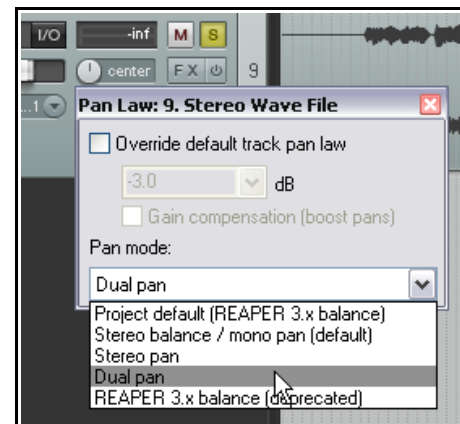 I/O -inf M S
center FX 9
...1 Pan Law: 9. Stereo Wave File
Override default track pan law
-3.0 dB
Gain compensation (boost pans)
Pan mode:
Dual pan
Project default (REAPER 3.x balance)
Stereo balance / mono pan (default)
Stereo pan
Dual pan
REAPER 3.x balance (deprecated)